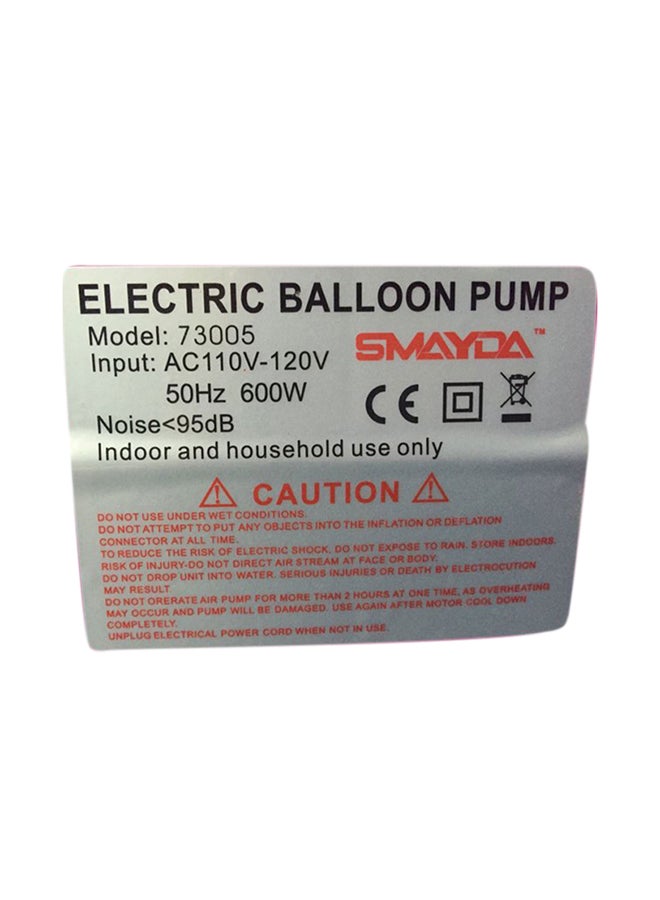 ELECTRIC BALLOON PUMP
Model: 73005
SMAYDA™
Input: AC110V-120V
50Hz 600W
CE
Noise<95dB
Indoor and household use only
CAUTION
DO NOT USE UNDER WET CONDITIONS.
DO NOT ATTEMPT TO PUT ANY OBJECTS INTO THE INFLATION OR DEFLATION
CONNECTOR AT ALL TIME.
TO REDUCE THE RISK OF ELECTRIC SHOCK. DO NOT EXPOSE TO RAIN. STORE INDOORS.
RISK OF INJURY-DO NOT DIRECT AIR STREAM AT FACE OR BODY.
DO NOT DROP UNIT INTO WATER. SERIOUS INJURIES OR DEATH BY ELECTROCUTION
MAY RESULT.
DO NOT ORERATE AIR PUMP FOR MORE THAN 2 HOURS AT ONE TIME, AS OVERHEATING
MAY OCCUR AND PUMP WILL BE DAMAGED. USE AGAIN AFTER MOTOR COOL DOWN
COMPLETELY.
UNPLUG ELECTRICAL POWER CORD WHEN NOT IN USE.